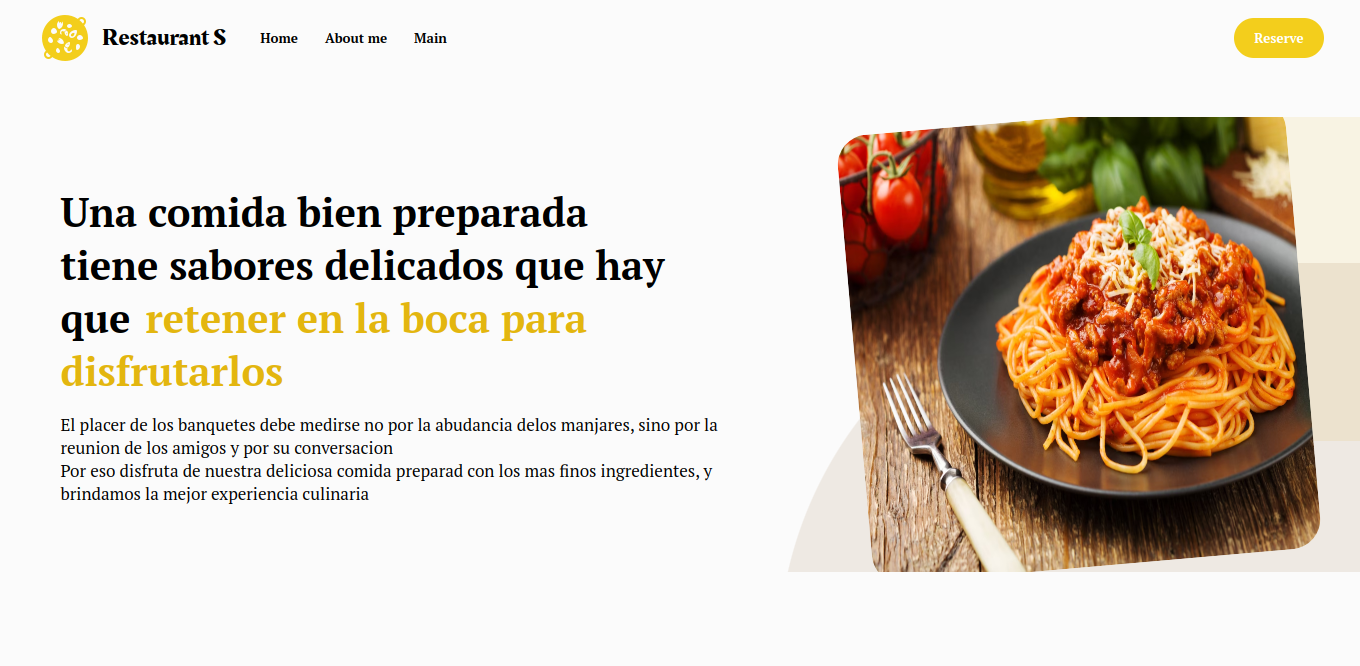 Restaurant S
Home
About me
Main
Reserve
Una comida bien preparada
tiene sabores delicados que hay
que retener en la boca para
disfrutarlos
El placer de los banquetes debe medirse no por la abudancia delos manjares, sino por la
reunion de los amigos y por su conversacion
Por eso disfruta de nuestra deliciosa comida preparad con los mas finos ingredientes, y
brindamos la mejor experiencia culinaria